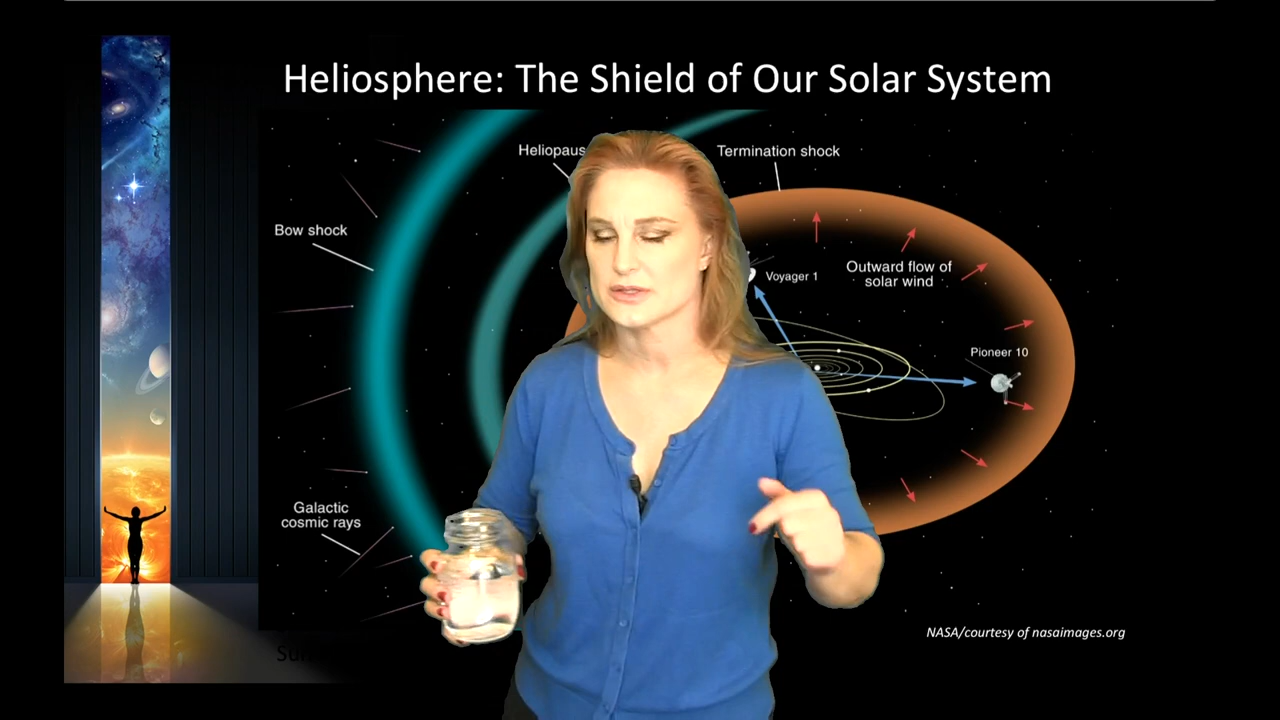 Heliosphere: The Shield of Our Solar System
Heliopaus
Termination shock
Bow shock
Voyager 1
Outward flow of
solar wind
Pioneer 10
Galactic
cosmic rays
NASA/courtesy of nasaimages.org